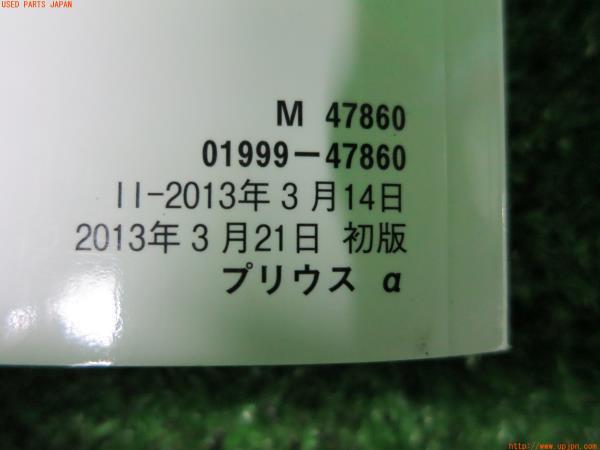 USED PARTS JAPAN
M 47860
01999-47860
II-2013年3月14日
2013年3月21日 初版
プリウス α
http://www.upjpn.com/